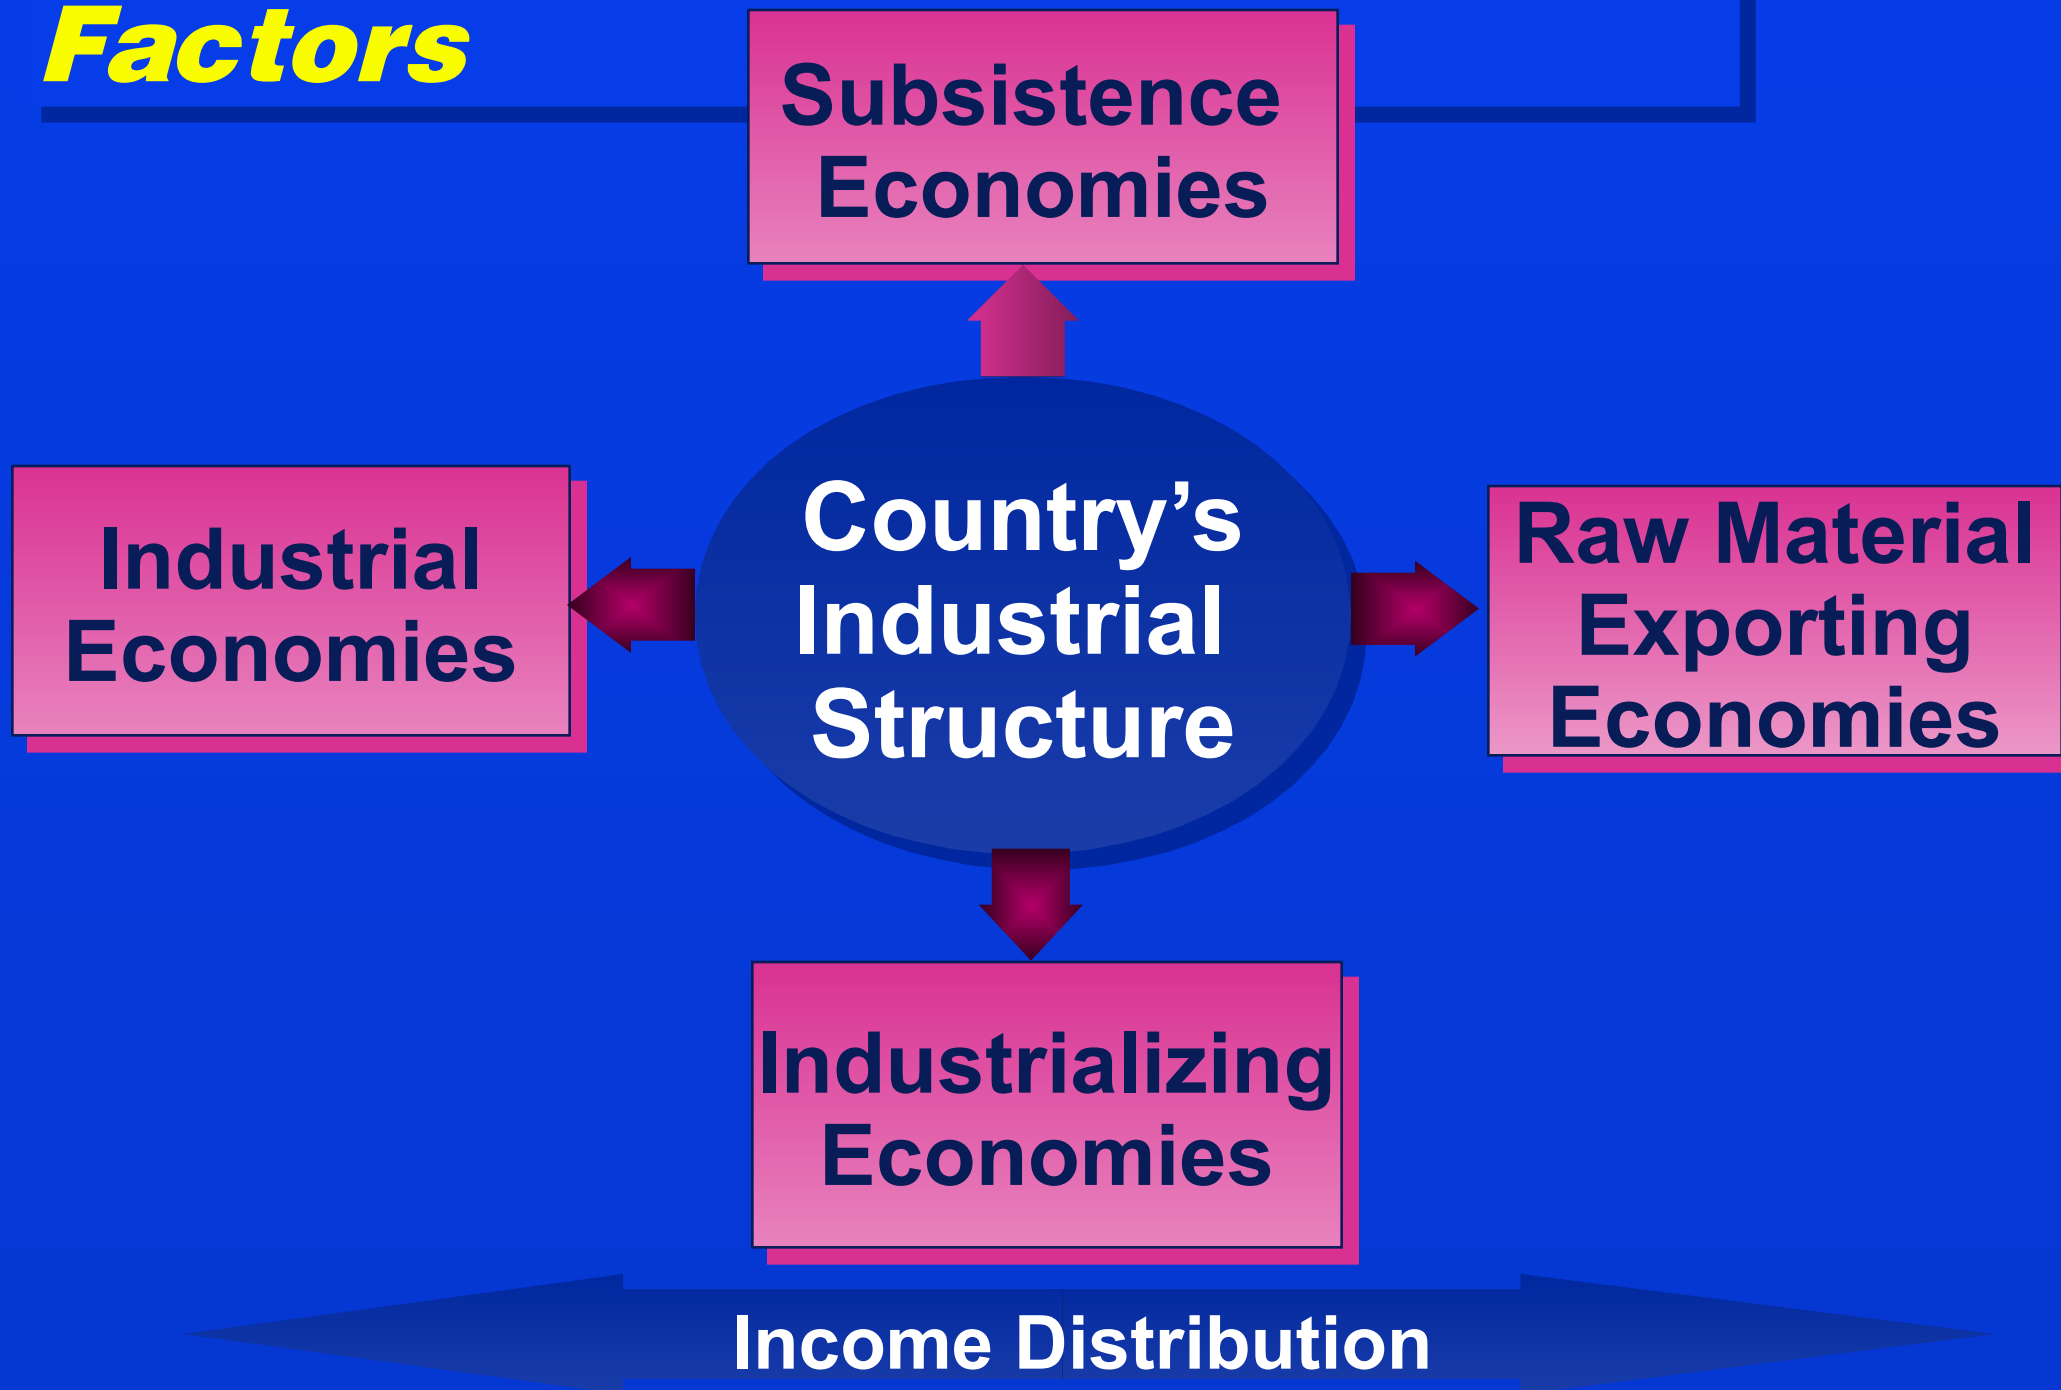 Factors
Subsistence
Economies
Industrial
Economies
Country’s
Industrial
Structure
Raw Material
Exporting
Economies
Industrializing
Economies
Income Distribution